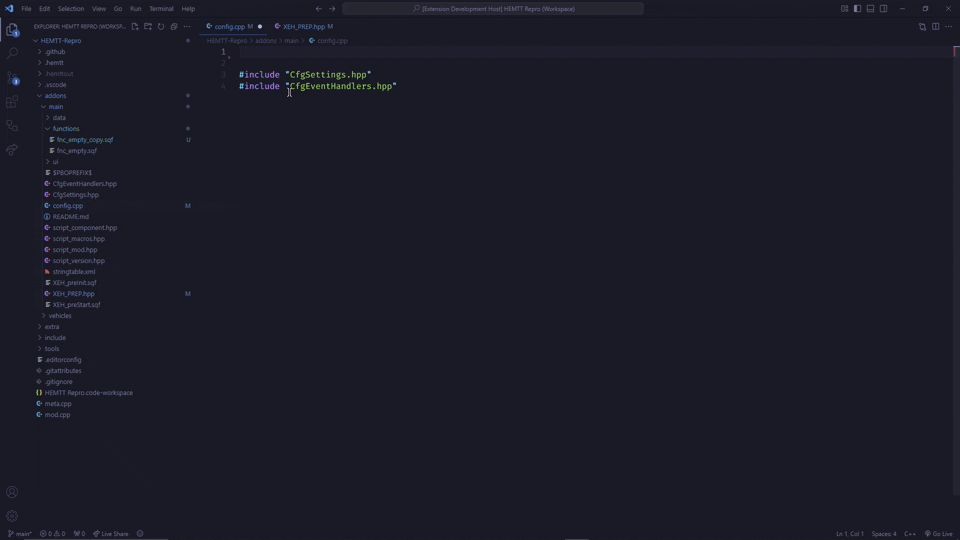 File Edit Selection View Go Run Terminal Help
[Extension Development Host] HEMTT Repro (Workspace)
EXPLORER: HEMTT REPRO (WORKSP...
config.cpp M
XEH_PREP.hpp M
HEMTT-Repro > addons > main > config.cpp
HEMTT-Repro
.github
.hemtt
.hemttout
.vscode
addons
main
data
functions
fnc_empty_copy.sqf U
fnc_empty.sqf
ui
$PBOPREFIX$
CfgEventHandlers.hpp
CfgSettings.hpp
config.cpp M
README.md
script_component.hpp
script_macros.hpp
script_mod.hpp
script_version.hpp
stringtable.xml
XEH_preInit.sqf
XEH_PREP.hpp M
XEH_preStart.sqf
vehicles
extra
include
tools
.editorconfig
.gitattributes
.gitignore
HEMTT Repro.code-workspace
meta.cpp
mod.cpp
1
2
3 #include "CfgSettings.hpp"
4 #include "CfgEventHandlers.hpp"
main* 0 0 0 Live Share
Ln 1, Col 1 Spaces: 4 C++ Go Live